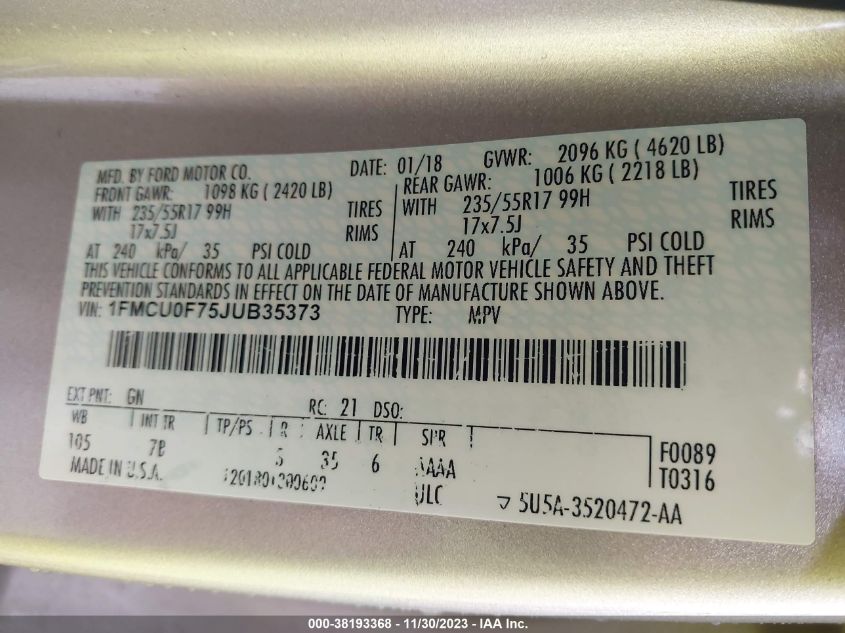 MFD. BY FORD MOTOR CO. DATE: 01/18 GVWR: 2096 KG ( 4620 LB)
FRONT GAWR: 1098 KG ( 2420 LB) REAR GAWR: 1006 KG ( 2218 LB)
WITH 235/55R17 99H TIRES WITH 235/55R17 99H TIRES
17x7.5J RIMS 17x7.5J RIMS
AT 240 kPa/ 35 PSI COLD AT 240 kPa/ 35 PSI COLD
THIS VEHICLE CONFORMS TO ALL APPLICABLE FEDERAL MOTOR VEHICLE SAFETY AND THEFT
PREVENTION STANDARDS IN EFFECT ON THE DATE OF MANUFACTURE SHOWN ABOVE.
VIN: 1FMCU0F75JUB35373 TYPE: MPV
EXT PNT: GN RC: 21 DSO:
WB INT TR TP/PS R AXLE TR SPR
105 7B 5 35 6 AAAA F0089
MADE IN U.S.A. ULC T0316
5U5A-3520472-AA
000-38193368 - 11/30/2023 - IAA Inc.